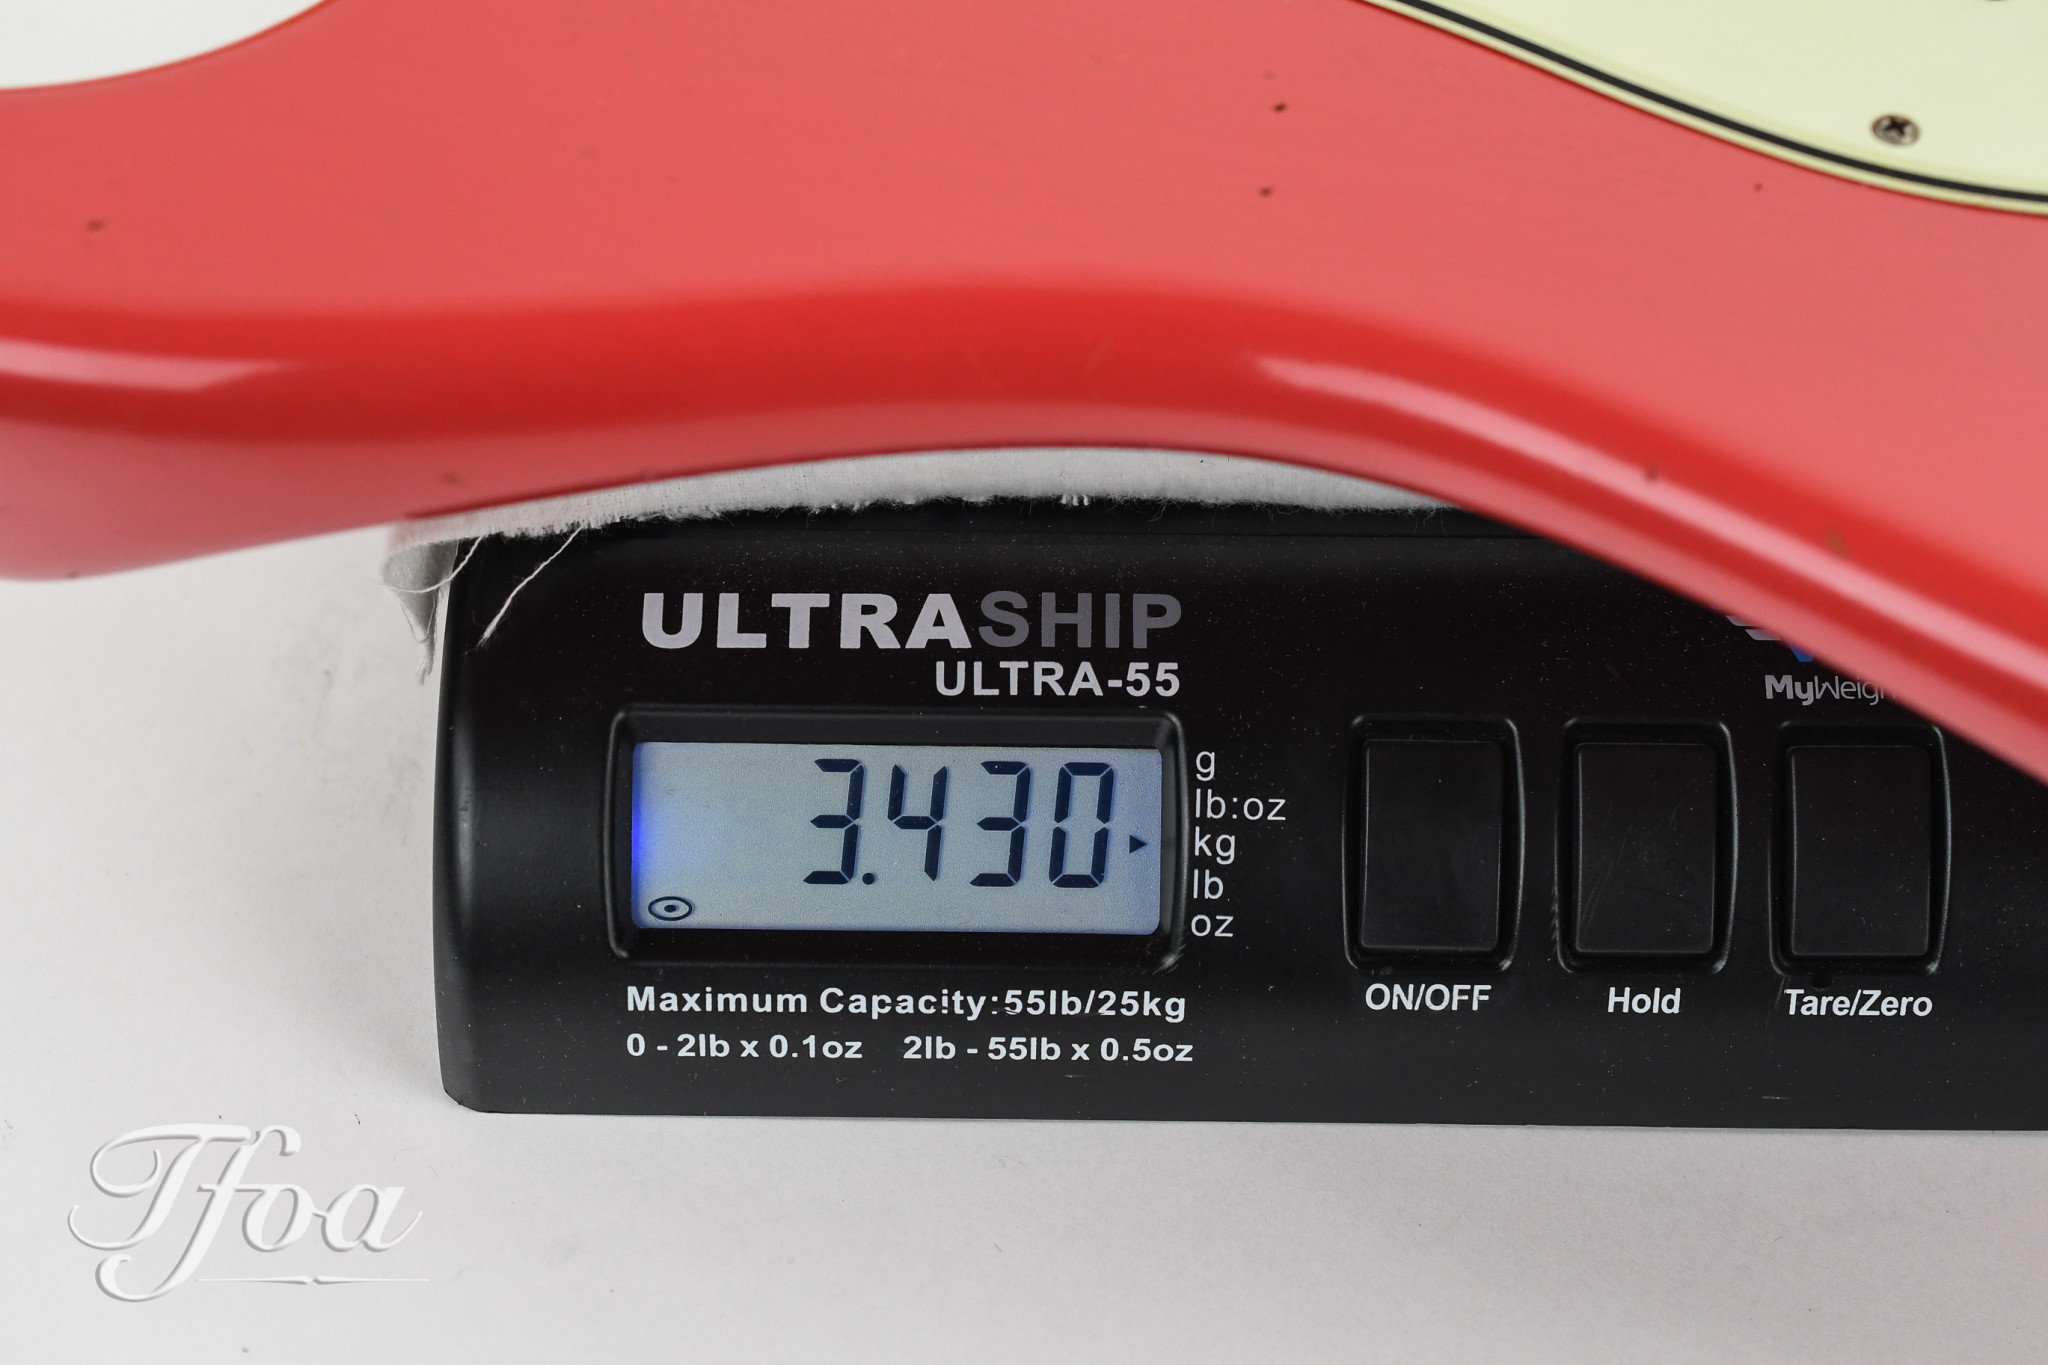 ULTRASHIP
ULTRA-55
MyWeigh
3.430
g
lb:oz
kg
lb
oz
Maximum Capacity:55lb/25kg
0 - 2lb x 0.1oz 2lb - 55lb x 0.5oz
ON/OFF
Hold
Tare/Zero
Tfoa